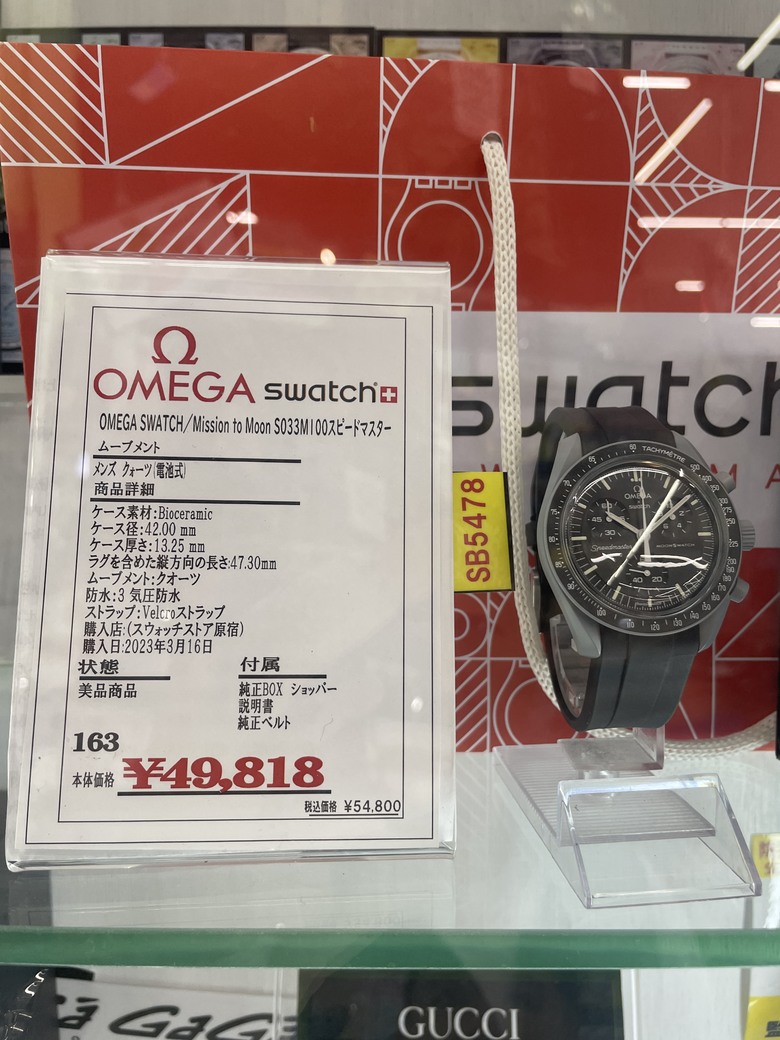 Ω
OMEGA swatch
OMEGA SWATCH/Mission to Moon SO33M100スピードマスター
ムーブメント
メンズ クォーツ(電池式)
商品詳細
ケース素材:Bioceramic
ケース径:42.00 mm
ケース厚さ:13.25 mm
ラグを含めた縦方向の長さ:47.30mm
ムーブメント:クオーツ
防水:3 気圧防水
ストラップ:Velcroストラップ
購入店:(スウォッチストア原宿)
購入日:2023年3月16日
状態
美品商品
付属
純正BOX ショッパー
説明書
純正ベルト
163
本体価格 ¥49,818
税込価格 ¥54,800
SB5478
swatch
TACHYMÈTRE
OMEGA
swatch
Speedmaster
MOONSWATCH
GaGa
GUCCI